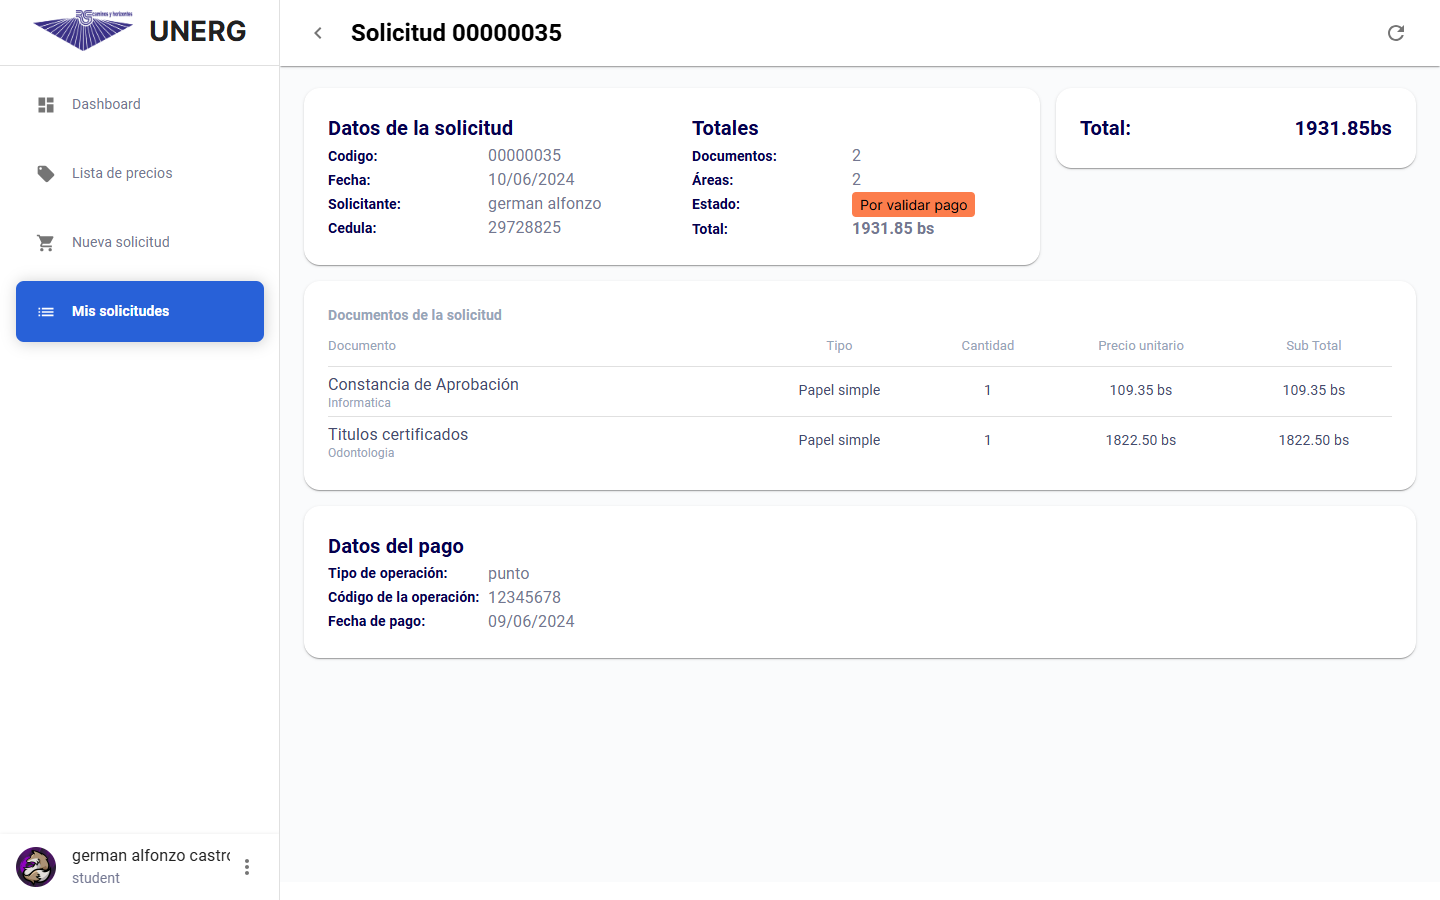 caminos y horizontes
UNERG
Dashboard
Lista de precios
Nueva solicitud
Mis solicitudes
german alfonzo castro
student
Solicitud 00000035
Datos de la solicitud
Codigo: 00000035
Fecha: 10/06/2024
Solicitante: german alfonzo
Cedula: 29728825
Totales
Documentos: 2
Áreas: 2
Estado: Por validar pago
Total: 1931.85 bs
Total: 1931.85bs
Documentos de la solicitud
Documento Tipo Cantidad Precio unitario Sub Total
Constancia de Aprobación Papel simple 1 109.35 bs 109.35 bs
Informatica
Titulos certificados Papel simple 1 1822.50 bs 1822.50 bs
Odontologia
Datos del pago
Tipo de operación: punto
Código de la operación: 12345678
Fecha de pago: 09/06/2024